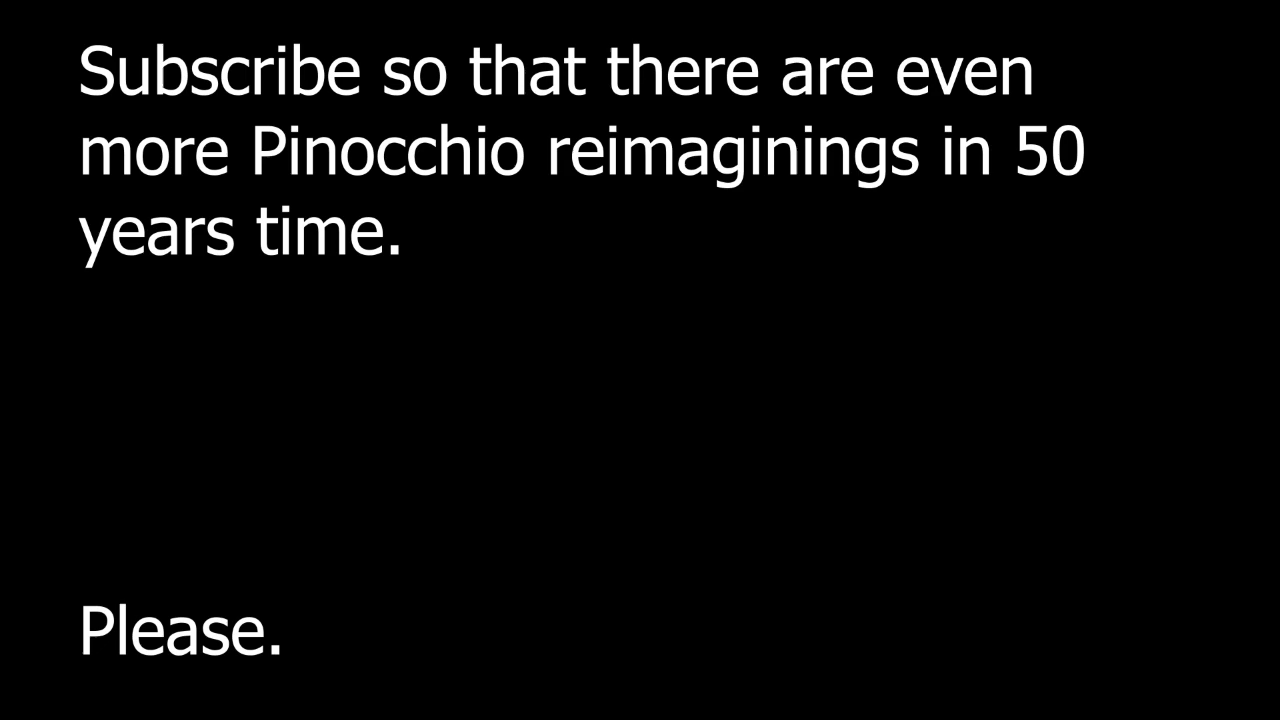 Subscribe so that there are even
more Pinocchio reimaginings in 50
years time.
Please.